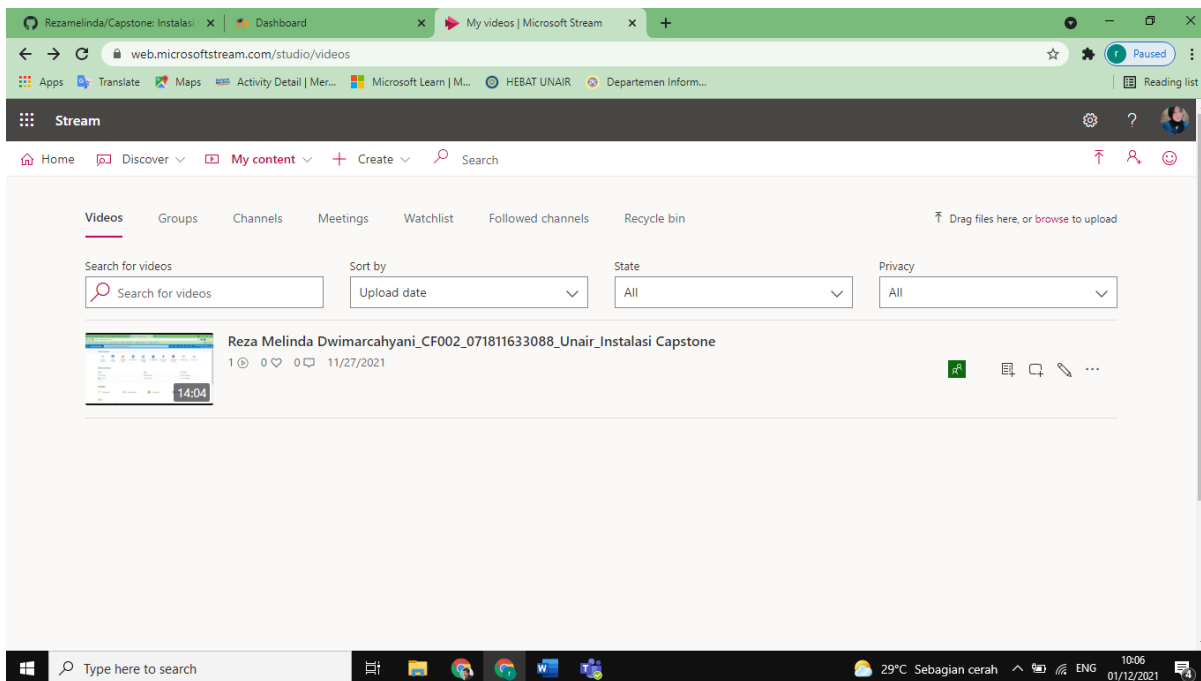 Rezamelinda/Capstone: Instalasi
Dashboard
My videos | Microsoft Stream
web.microsoftstream.com/studio/videos
r Paused
Apps Translate Maps Activity Detail | Mer... Microsoft Learn | M... HEBAT UNAIR Departemen Inform... Reading list
Stream ?
Home Discover My content Create Search
Videos Groups Channels Meetings Watchlist Followed channels Recycle bin Drag files here, or browse to upload
Search for videos Sort by State Privacy
Search for videos Upload date All All
Reza Melinda Dwimarcahyani_CF002_071811633088_Unair_Instalasi Capstone
1 0 0 11/27/2021
14:04
Type here to search 29°C Sebagian cerah ENG 10:06
01/12/2021 4